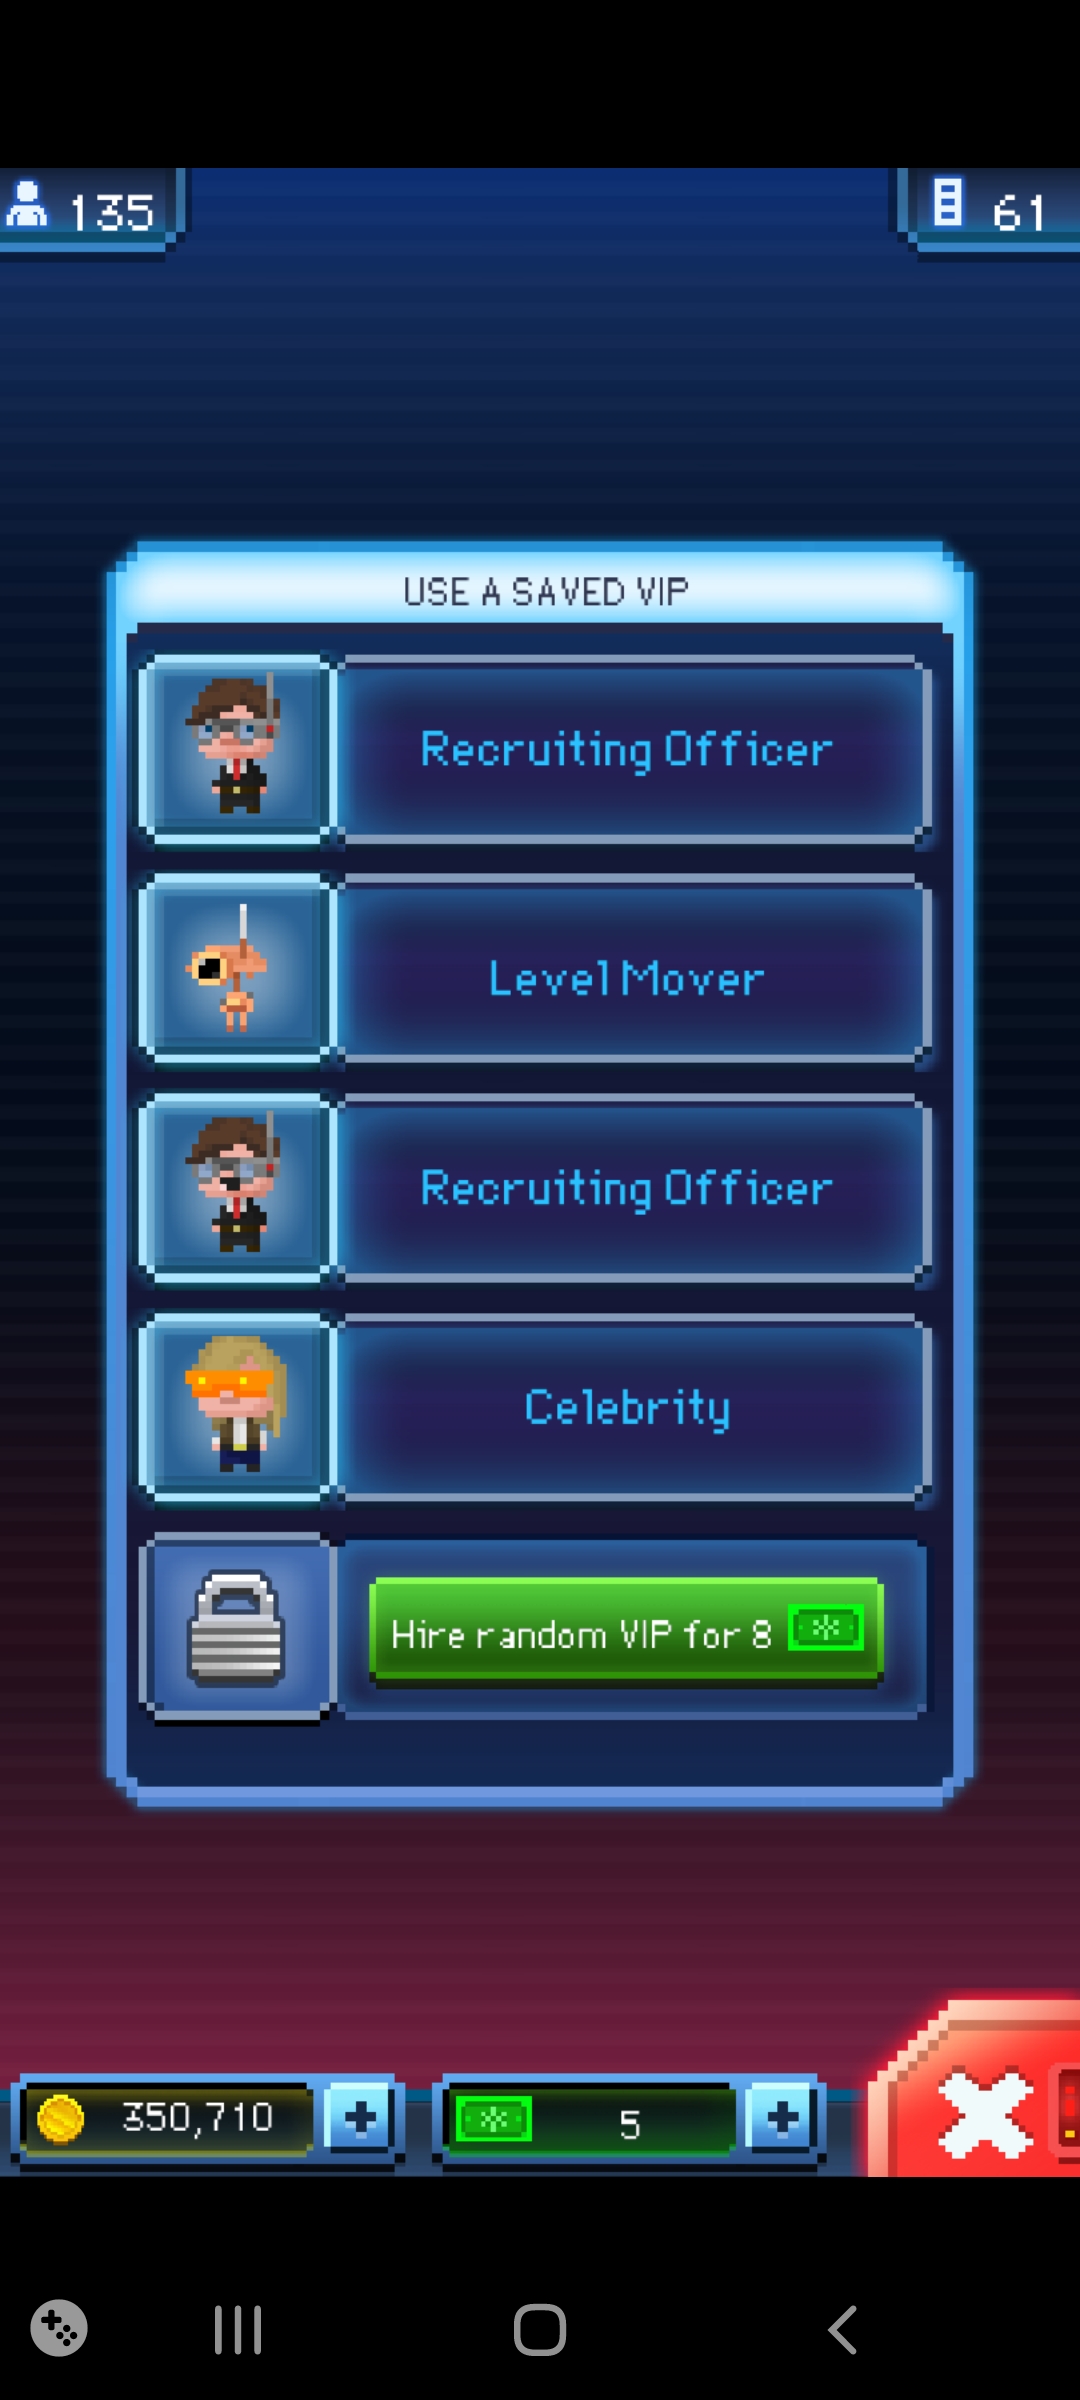 135
61
USE A SAVED VIP
Recruiting Officer
Level Mover
Recruiting Officer
Celebrity
Hire random VIP for 8
350,710
5